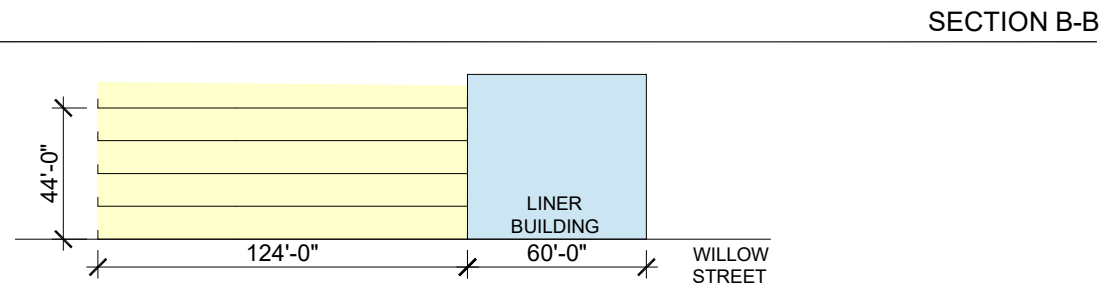 SECTION B-B
44'-0"
LINER
BUILDING
124'-0"
60'-0"
WILLOW
STREET